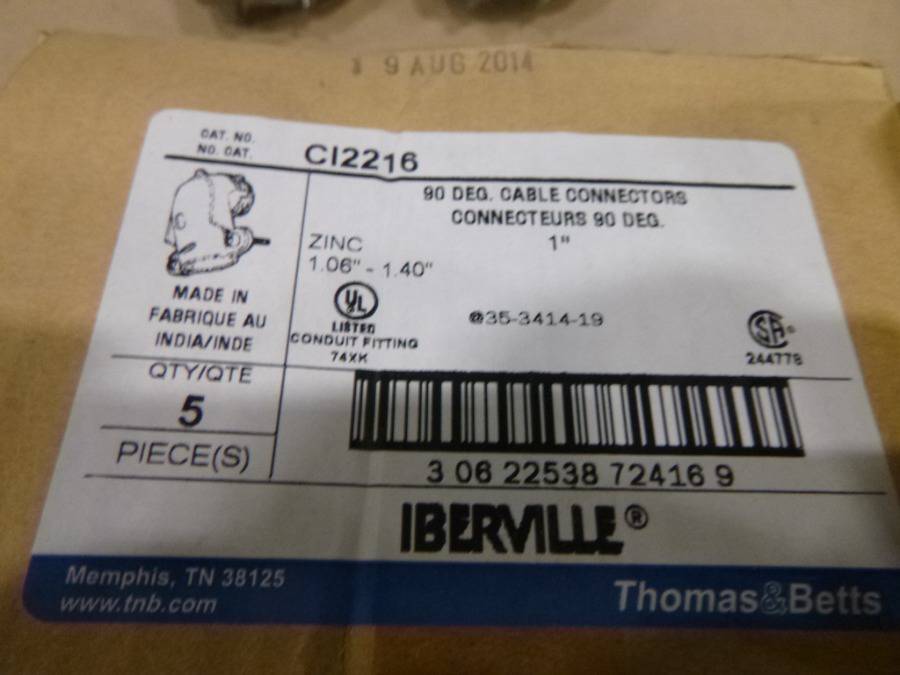 19 AUG 2014
CAT. NO.
NO. CAT.
CI2216
90 DEG. CABLE CONNECTORS
CONNECTEURS 90 DEG.
1"
ZINC
1.06" - 1.40"
MADE IN
FABRIQUE AU
INDIA/INDE
UL
LISTED
CONDUIT FITTING
74XK
35-3414-19
SA ®
244778
QTY/QTE
5
PIECE(S)
3 06 22538 72416 9
IBERVILLE®
Memphis, TN 38125
www.tnb.com
Thomas&Betts